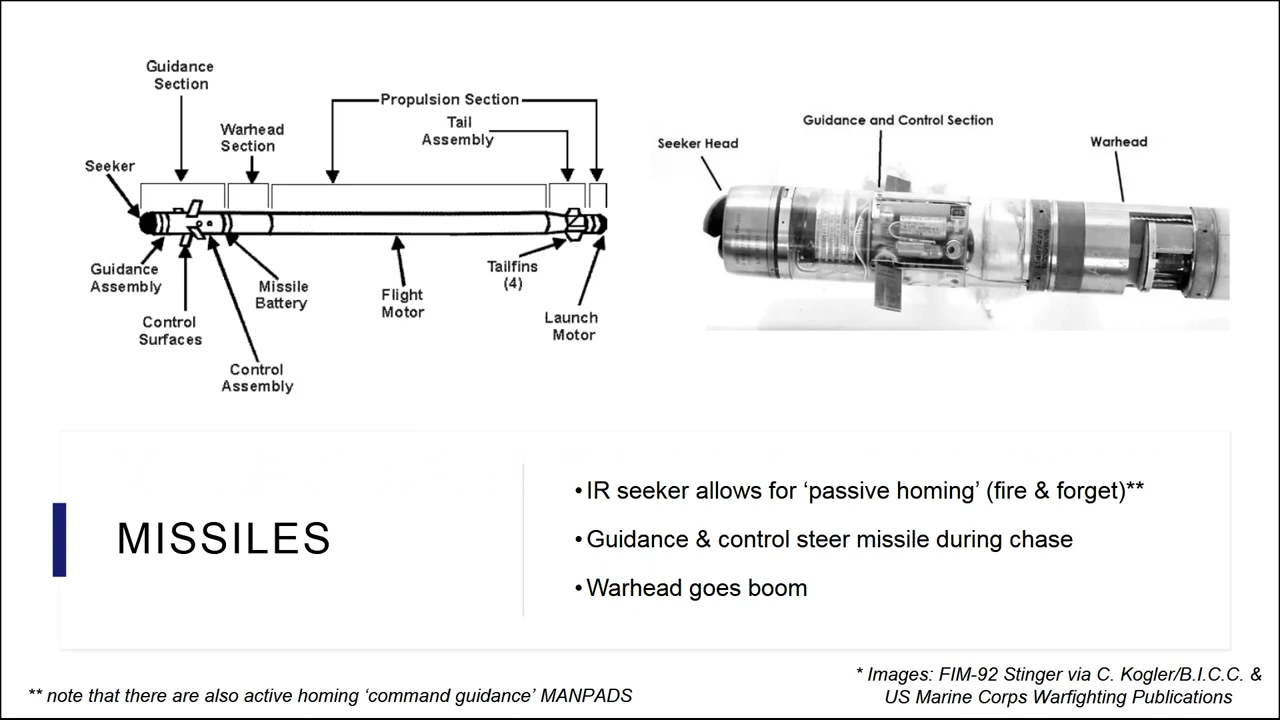 Guidance
Section
Propulsion Section
Tail
Assembly
Warhead
Section
Seeker
Guidance
Assembly
Control
Surfaces
Control
Assembly
Missile
Battery
Flight
Motor
Tailfins
(4)
Launch
Motor
Guidance and Control Section
Seeker Head
Warhead
MISSILES
• IR seeker allows for ‘passive homing’ (fire & forget)**
• Guidance & control steer missile during chase
• Warhead goes boom
** note that there are also active homing ‘command guidance’ MANPADS
* Images: FIM-92 Stinger via C. Kogler/B.I.C.C. &
US Marine Corps Warfighting Publications